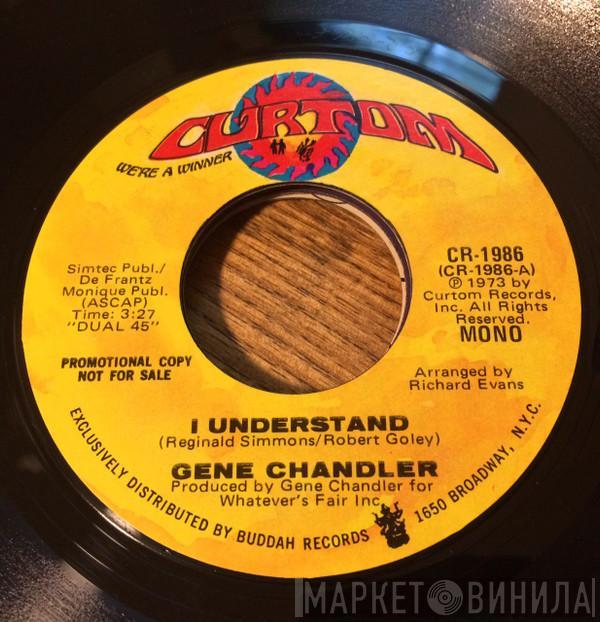 CURTOM
WE'RE A WINNER
Simtec Publ./
De Frantz
Monique Publ.
(ASCAP)
Time: 3:27
"DUAL 45"
PROMOTIONAL COPY
NOT FOR SALE
CR-1986
(CR-1986-A)
Ⓟ 1973 by
Curtom Records,
Inc. All Rights
Reserved.
MONO
Arranged by
Richard Evans
I UNDERSTAND
(Reginald Simmons/Robert Goley)
GENE CHANDLER
Produced by Gene Chandler for
Whatever's Fair Inc.
EXCLUSIVELY DISTRIBUTED BY BUDDAH RECORDS 1650 BROADWAY, N.Y.C.
МАРКЕТ ВИНИЛА